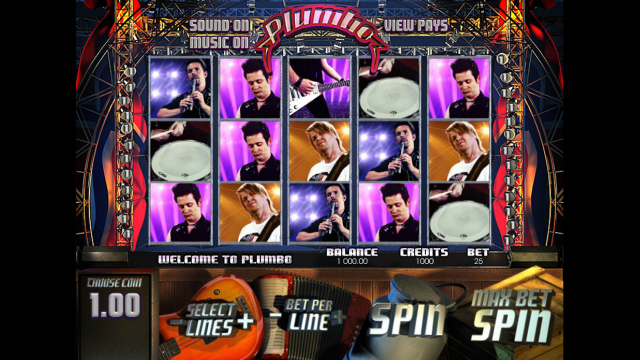 SOUND ON
MUSIC ON
Plumbo
VIEW PAYS
WELCOME TO PLUMBO
BALANCE
1 000.00
CREDITS
1000
BET
25
CHOOSE COIN
1.00
- SELECT
LINES +
- BET PER
LINE +
SPIN
MAX BET
SPIN